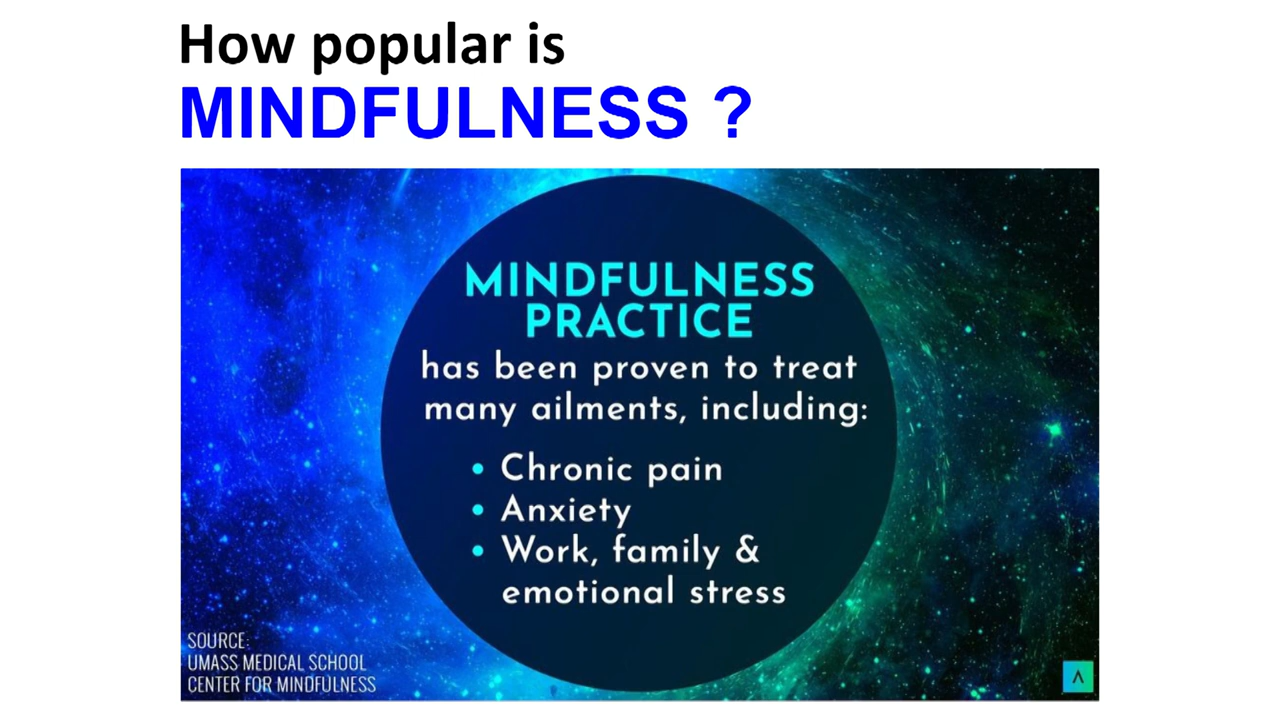 How popular is
MINDFULNESS ?
MINDFULNESS
PRACTICE
has been proven to treat
many ailments, including:
• Chronic pain
• Anxiety
• Work, family &
emotional stress
SOURCE:
UMASS MEDICAL SCHOOL
CENTER FOR MINDFULNESS